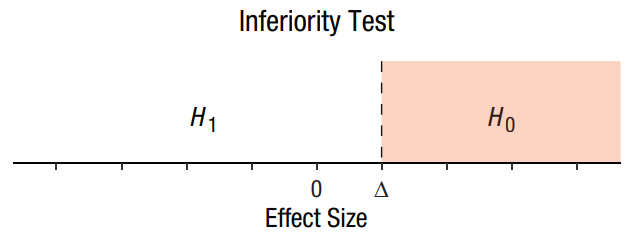 Inferiority Test
H1 H0
0 Δ
Effect Size